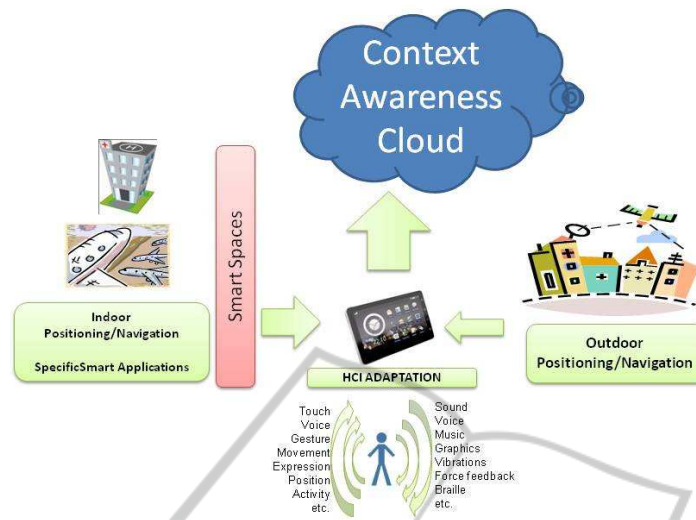 Context
Awareness
Cloud
H
Smart Spaces
Indoor
Positioning/Navigation
SpecificSmart Applications
Outdoor
Positioning/Navigation
HCI ADAPTATION
Touch
Voice
Gesture
Movement
Expression
Position
Activity
etc.
Sound
Voice
Music
Graphics
Vibrations
Force feedback
Braille
etc.